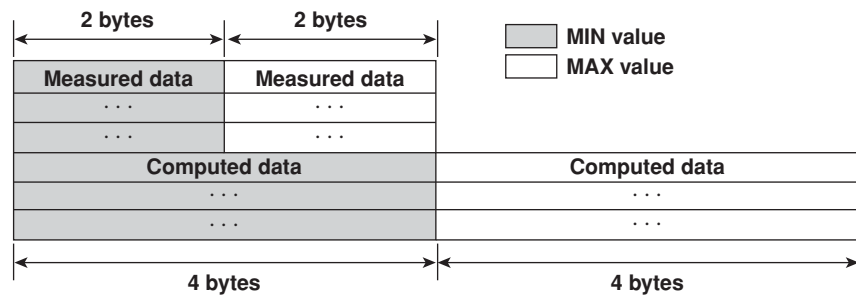 2 bytes 2 bytes
MIN value
MAX value
Measured data Measured data
... ...
... ...
Computed data Computed data
... ...
... ...
4 bytes 4 bytes